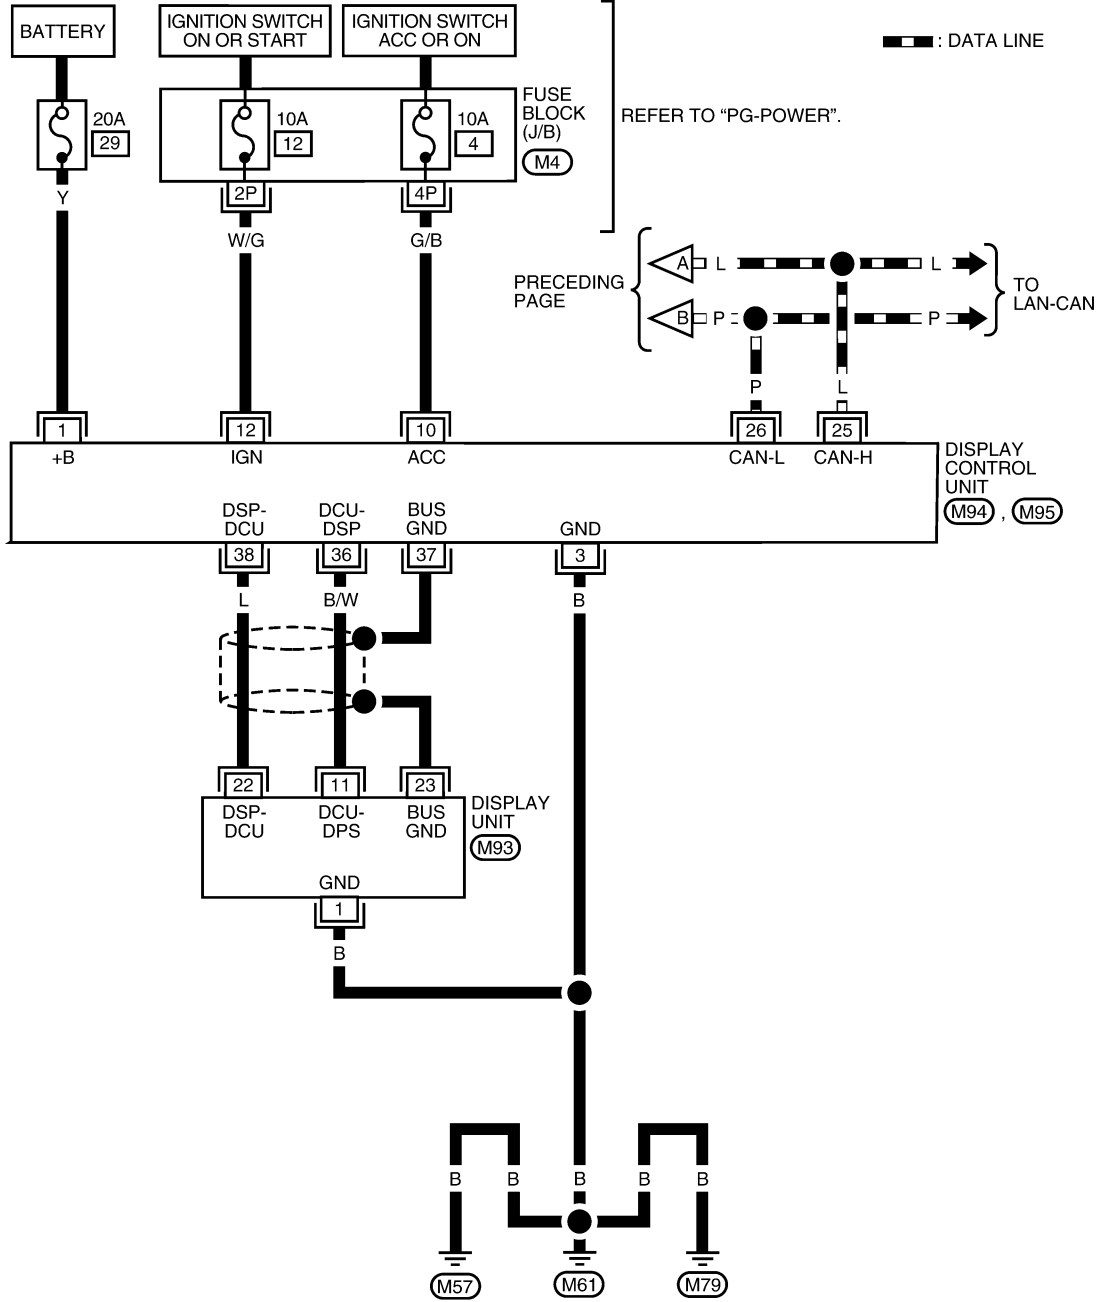 BATTERY
IGNITION SWITCH
ON OR START
IGNITION SWITCH
ACC OR ON
: DATA LINE
20A
29
10A
12
10A
4
FUSE
BLOCK
(J/B)
M4
REFER TO “PG-POWER”.
2P
4P
Y
W/G
G/B
PRECEDING
PAGE
A
L
L
B
P
P
TO
LAN-CAN
P
L
1
12
10
26
25
+B
IGN
ACC
CAN-L
CAN-H
DISPLAY
CONTROL
UNIT
M94 , M95
DSP-
DCU
DCU-
DSP
BUS
GND
GND
38
36
37
3
L
B/W
B
22
11
23
DSP-
DCU
DCU-
DPS
BUS
GND
DISPLAY
UNIT
M93
GND
1
B
B
B
B
B
B
M57
M61
M79